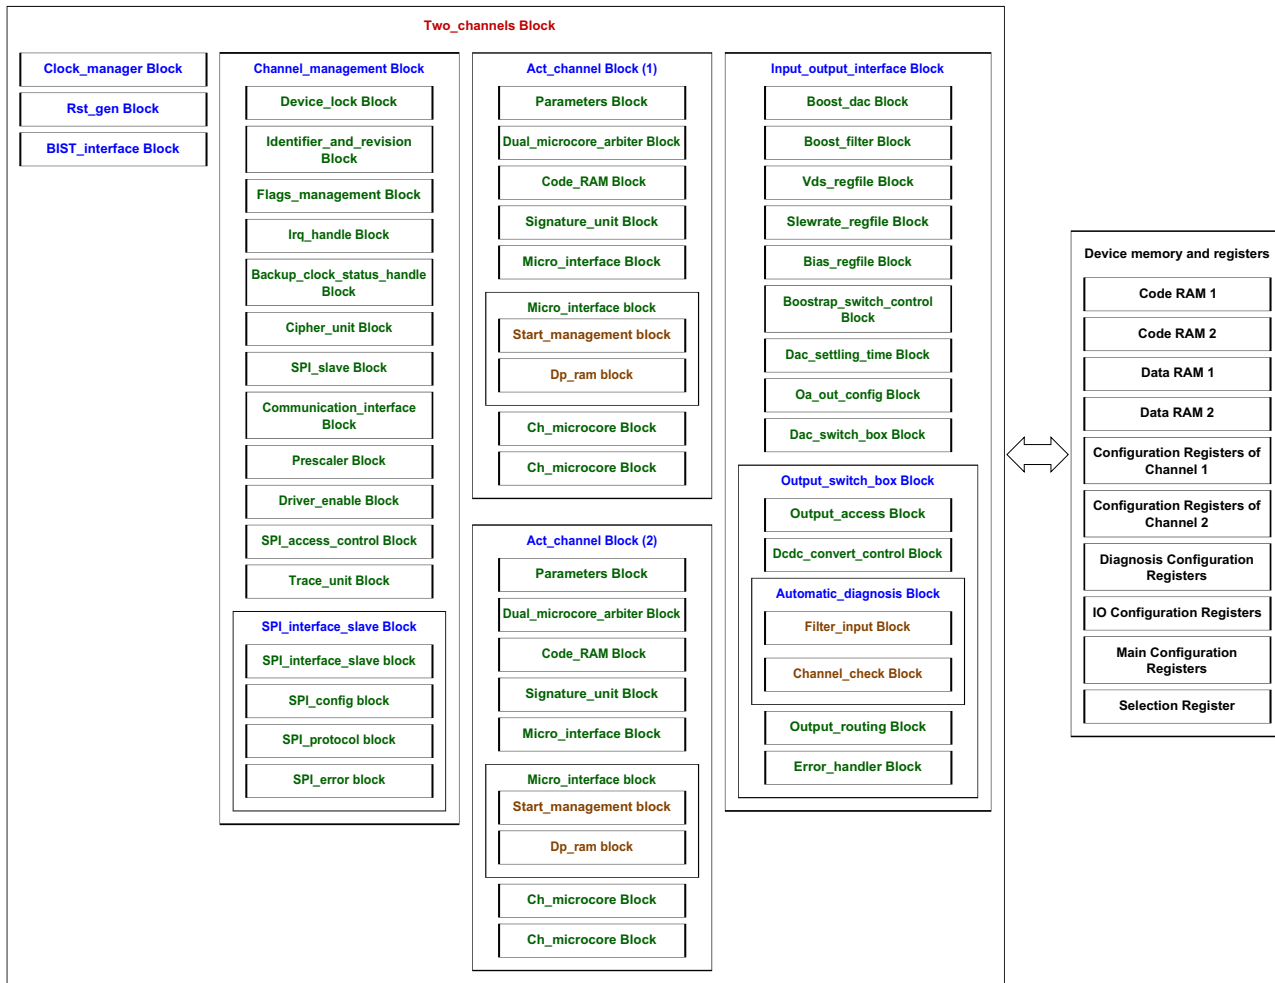 Two_channels Block
Clock_manager Block
Rst_gen Block
BIST_interface Block
Channel_management Block
Device_lock Block
Identifier_and_revision
Block
Flags_management Block
Irq_handle Block
Backup_clock_status_handle
Block
Cipher_unit Block
SPI_slave Block
Communication_interface
Block
Prescaler Block
Driver_enable Block
SPI_access_control Block
Trace_unit Block
SPI_interface_slave Block
SPI_interface_slave block
SPI_config block
SPI_protocol block
SPI_error block
Act_channel Block (1)
Parameters Block
Dual_microcore_arbiter Block
Code_RAM Block
Signature_unit Block
Micro_interface Block
Micro_interface block
Start_management block
Dp_ram block
Ch_microcore Block
Ch_microcore Block
Act_channel Block (2)
Parameters Block
Dual_microcore_arbiter Block
Code_RAM Block
Signature_unit Block
Micro_interface Block
Micro_interface block
Start_management block
Dp_ram block
Ch_microcore Block
Ch_microcore Block
Input_output_interface Block
Boost_dac Block
Boost_filter Block
Vds_regfile Block
Slewrate_regfile Block
Bias_regfile Block
Boostrap_switch_control
Block
Dac_settling_time Block
Oa_out_config Block
Dac_switch_box Block
Output_switch_box Block
Output_access Block
Dcdc_convert_control Block
Automatic_diagnosis Block
Filter_input Block
Channel_check Block
Output_routing Block
Error_handler Block
Device memory and registers
Code RAM 1
Code RAM 2
Data RAM 1
Data RAM 2
Configuration Registers of
Channel 1
Configuration Registers of
Channel 2
Diagnosis Configuration
Registers
IO Configuration Registers
Main Configuration
Registers
Selection Register